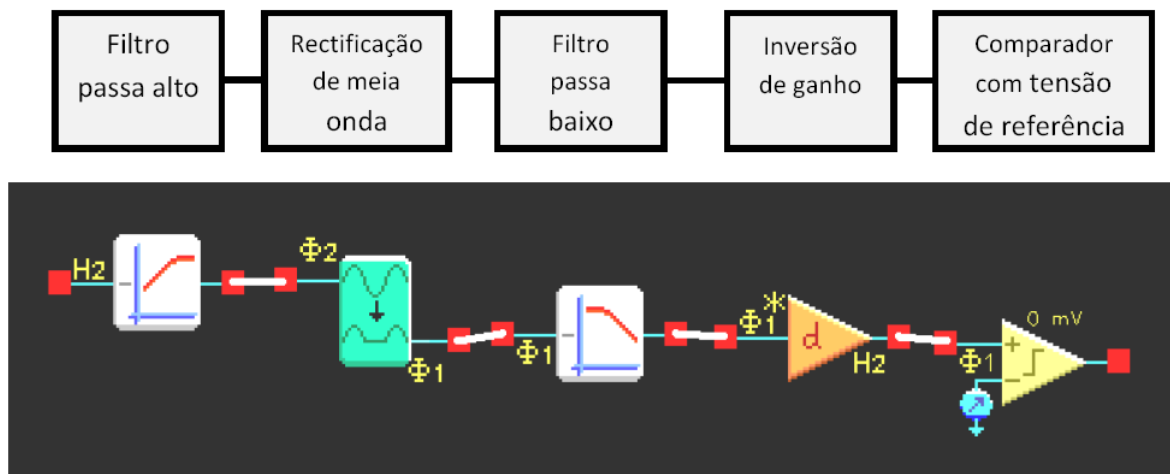 Filtro
passa alto
Rectificação
de meia
onda
Filtro
passa
baixo
Inversão
de ganho
Comparador
com tensão
de referência
H2
Φ2
Φ1
Φ1
Φ1*
d
H2
Φ1
0 mV